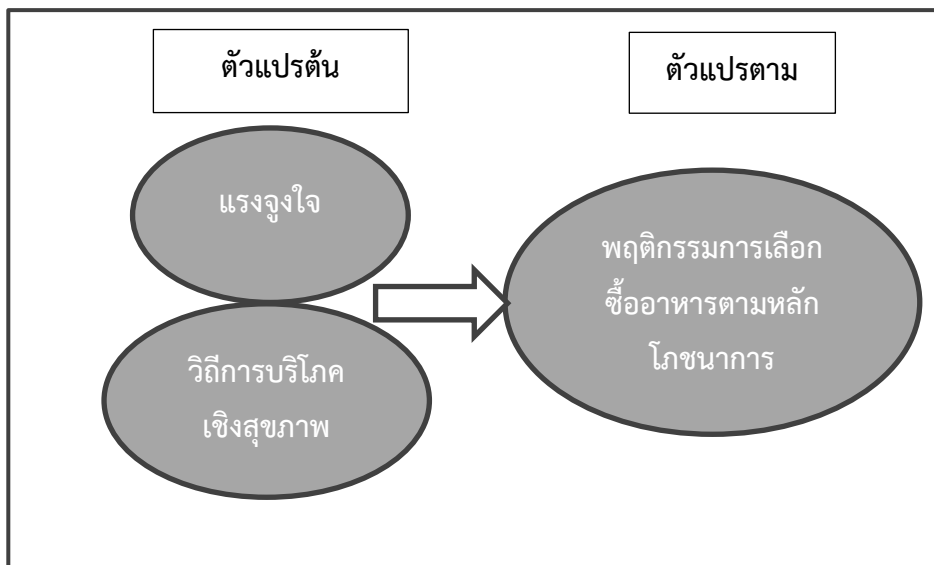 ตัวแปรต้น
ตัวแปรตาม
แรงจูงใจ
พฤติกรรมการเลือก
ซื้ออาหารตามหลัก
โภชนาการ
วิถีการบริโภค
เชิงสุขภาพ